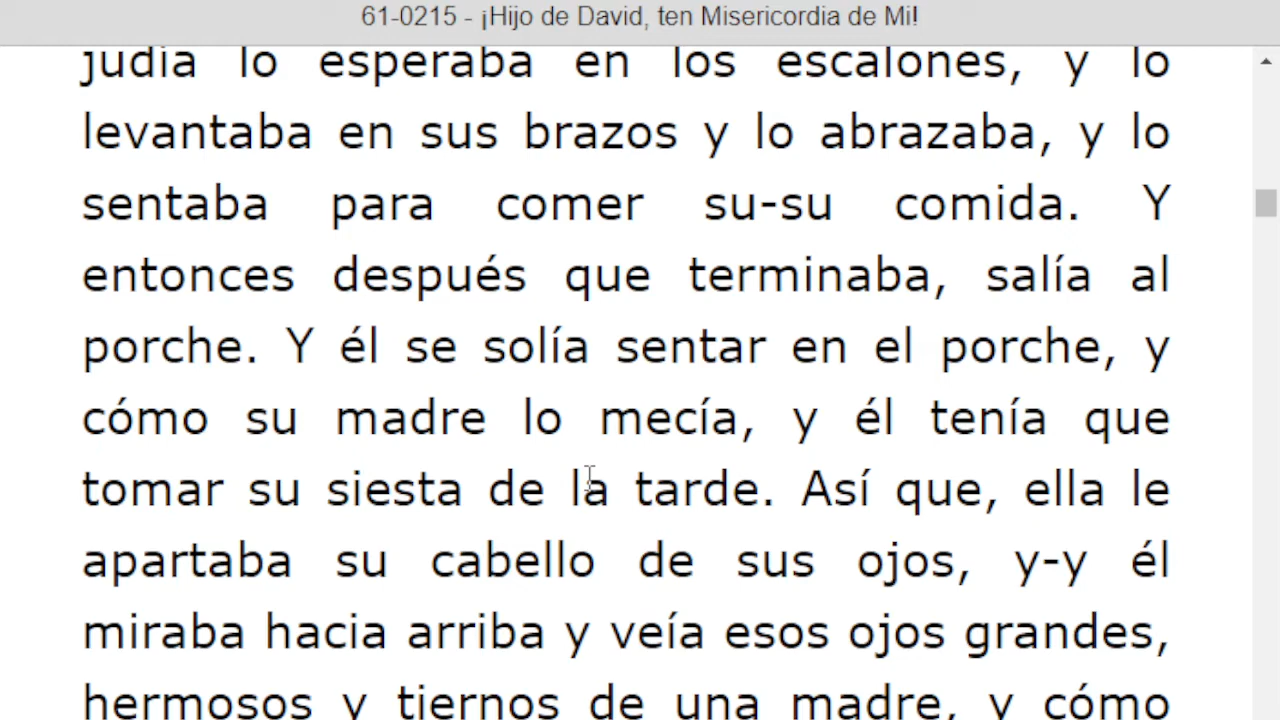 61-0215 - ¡Hijo de David, ten Misericordia de Mi!
judía lo esperaba en los escalones, y lo
levantaba en sus brazos y lo abrazaba, y lo
sentaba para comer su-su comida. Y
entonces después que terminaba, salía al
porche. Y él se solía sentar en el porche, y
cómo su madre lo mecía, y él tenía que
tomar su siesta de la tarde. Así que, ella le
apartaba su cabello de sus ojos, y-y él
miraba hacia arriba y veía esos ojos grandes,
hermosos y tiernos de una madre, y cómo